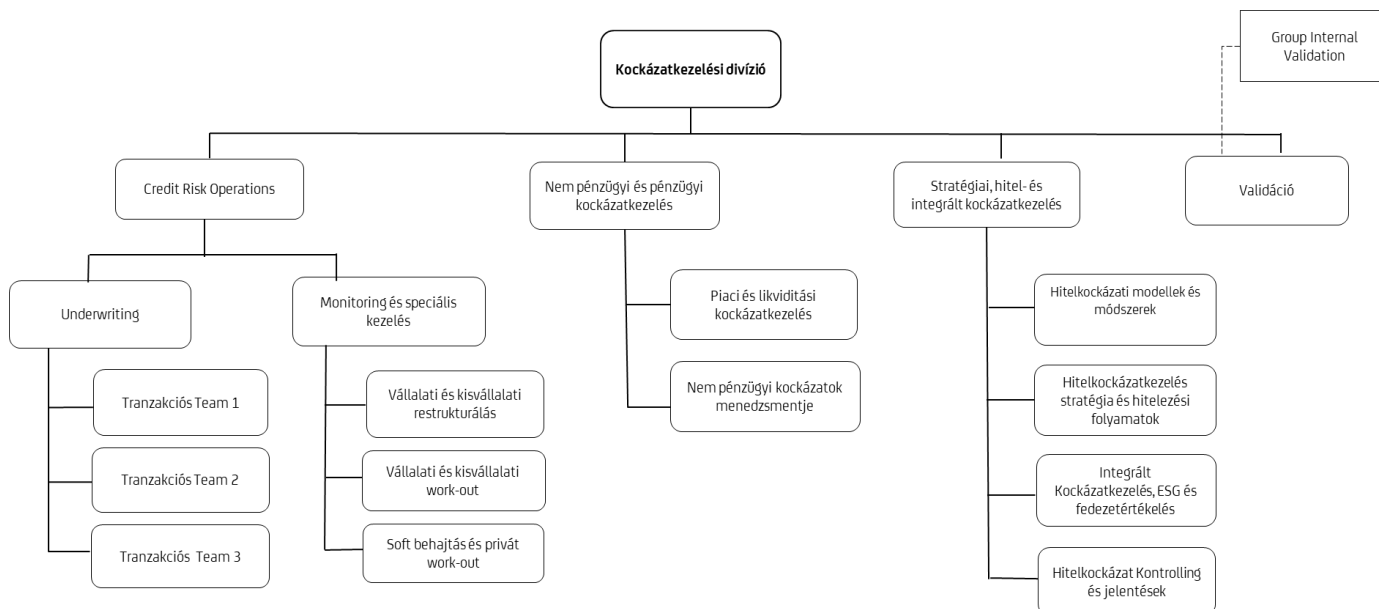 Group Internal
Validation
Kockázatkezelési divízió
Credit Risk Operations
Nem pénzügyi és pénzügyi
kockázatkezelés
Stratégiai, hitel- és
integrált kockázatkezelés
Validáció
Underwriting
Monitoring és speciális
kezelés
Piaci és likviditási
kockázatkezelés
Hitelkockázati modellek és
módszerek
Tranzakciós Team 1
Vállalati és kisvállalati
restrukturálás
Nem pénzügyi kockázatok
menedzsmentje
Hitelkockázatkezelés
stratégia és hitelezési
folyamatok
Tranzakciós Team 2
Vállalati és kisvállalati
work-out
Integrált
Kockázatkezelés, ESG és
fedezetértékelés
Tranzakciós Team 3
Soft behajtás és privát
work-out
Hitelkockázat Kontrolling
és jelentések